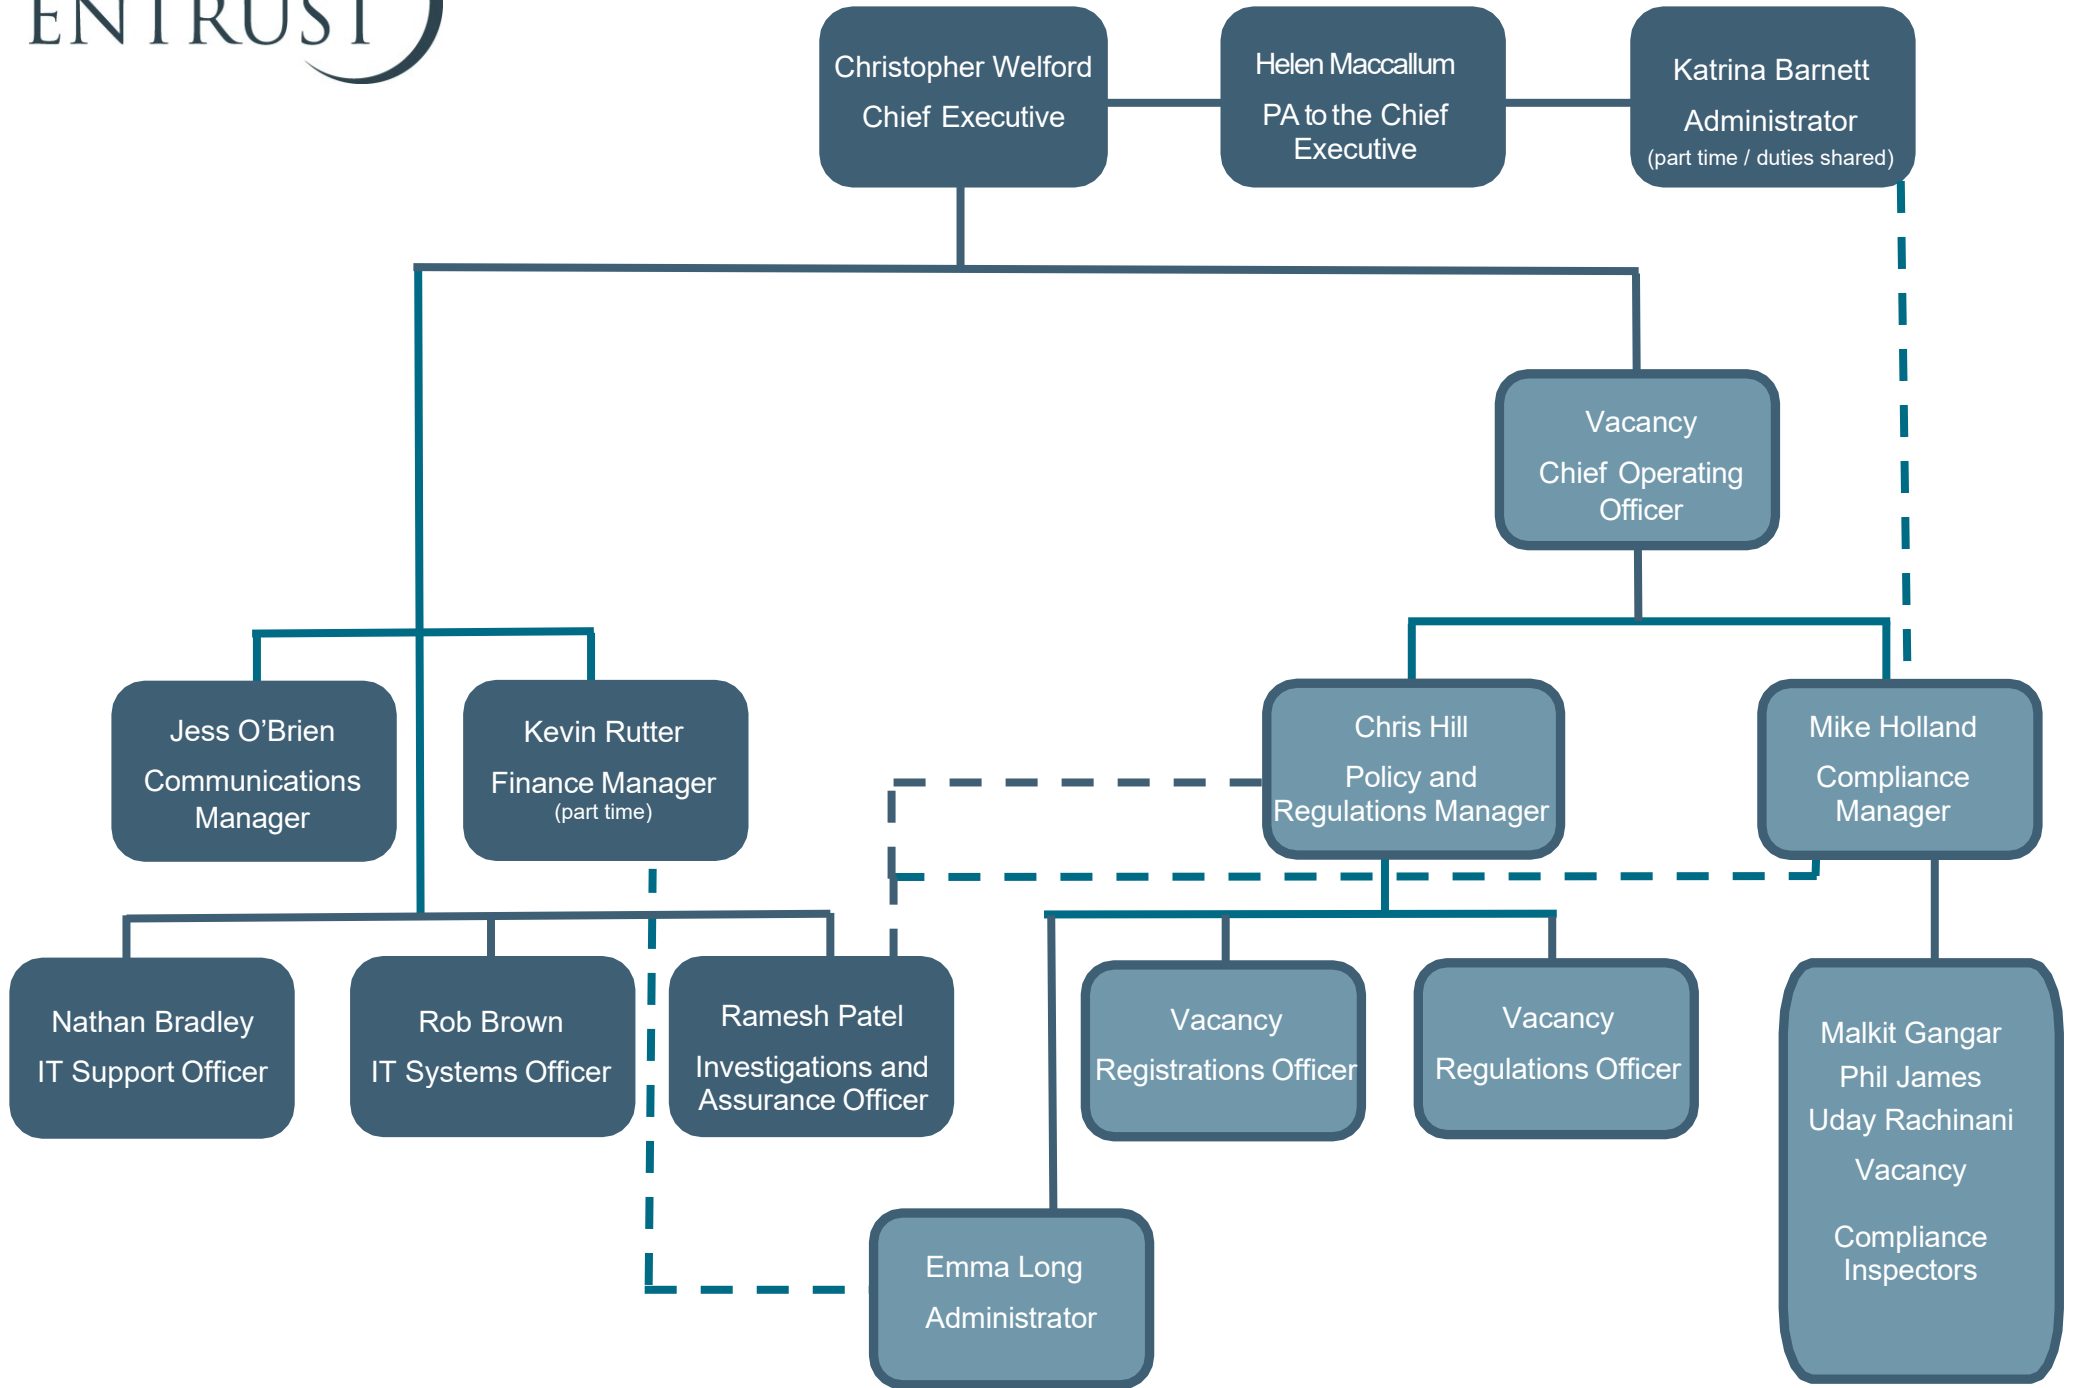 ENTRUST
Christopher Welford
Chief Executive
Helen Maccallum
PA to the Chief
Executive
Katrina Barnett
Administrator
(part time / duties shared)
Vacancy
Chief Operating
Officer
Jess O’Brien
Communications
Manager
Kevin Rutter
Finance Manager
(part time)
Chris Hill
Policy and
Regulations Manager
Mike Holland
Compliance
Manager
Nathan Bradley
IT Support Officer
Rob Brown
IT Systems Officer
Ramesh Patel
Investigations and
Assurance Officer
Vacancy
Registrations Officer
Vacancy
Regulations Officer
Malkit Gangar
Phil James
Uday Rachinani
Vacancy
Compliance
Inspectors
Emma Long
Administrator